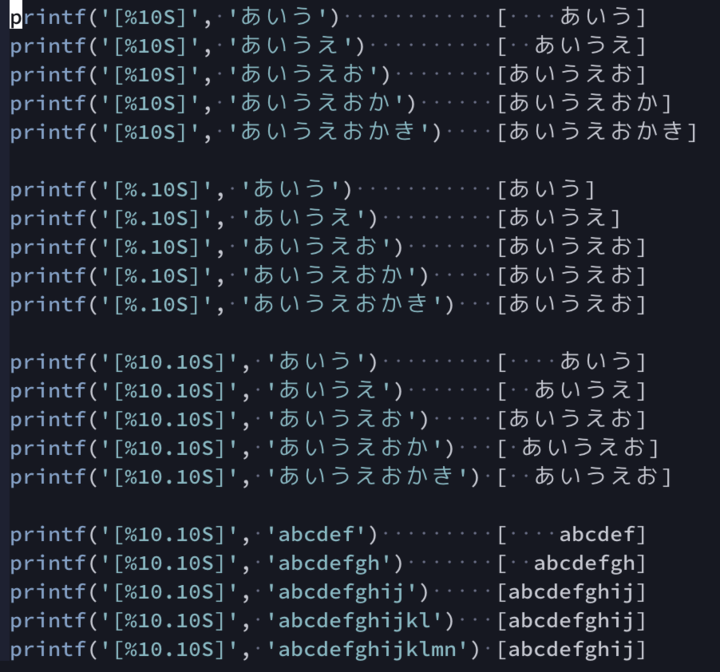 printf('[%10S]', 'あいう')············[····あいう]
printf('[%10S]', 'あいうえ')··········[··あいうえ]
printf('[%10S]', 'あいうえお')········[あいうえお]
printf('[%10S]', 'あいうえおか')······[あいうえおか]
printf('[%10S]', 'あいうえおかき')····[あいうえおかき]
printf('[%.10S]',·'あいう')···········[あいう]
printf('[%.10S]',·'あいうえ')·········[あいうえ]
printf('[%.10S]',·'あいうえお')·······[あいうえお]
printf('[%.10S]',·'あいうえおか')·····[あいうえお]
printf('[%.10S]',·'あいうえおかき')···[あいうえお]
printf('[%10.10S]',·'あいう')·········[····あいう]
printf('[%10.10S]',·'あいうえ')·······[··あいうえ]
printf('[%10.10S]',·'あいうえお')·····[あいうえお]
printf('[%10.10S]',·'あいうえおか')···[·あいうえお]
printf('[%10.10S]',·'あいうえおかき')·[··あいうえお]
printf('[%10.10S]',·'abcdef')·········[····abcdef]
printf('[%10.10S]',·'abcdefgh')·······[··abcdefgh]
printf('[%10.10S]',·'abcdefghij')·····[abcdefghij]
printf('[%10.10S]',·'abcdefghijkl')···[abcdefghij]
printf('[%10.10S]',·'abcdefghijklmn')·[abcdefghij]